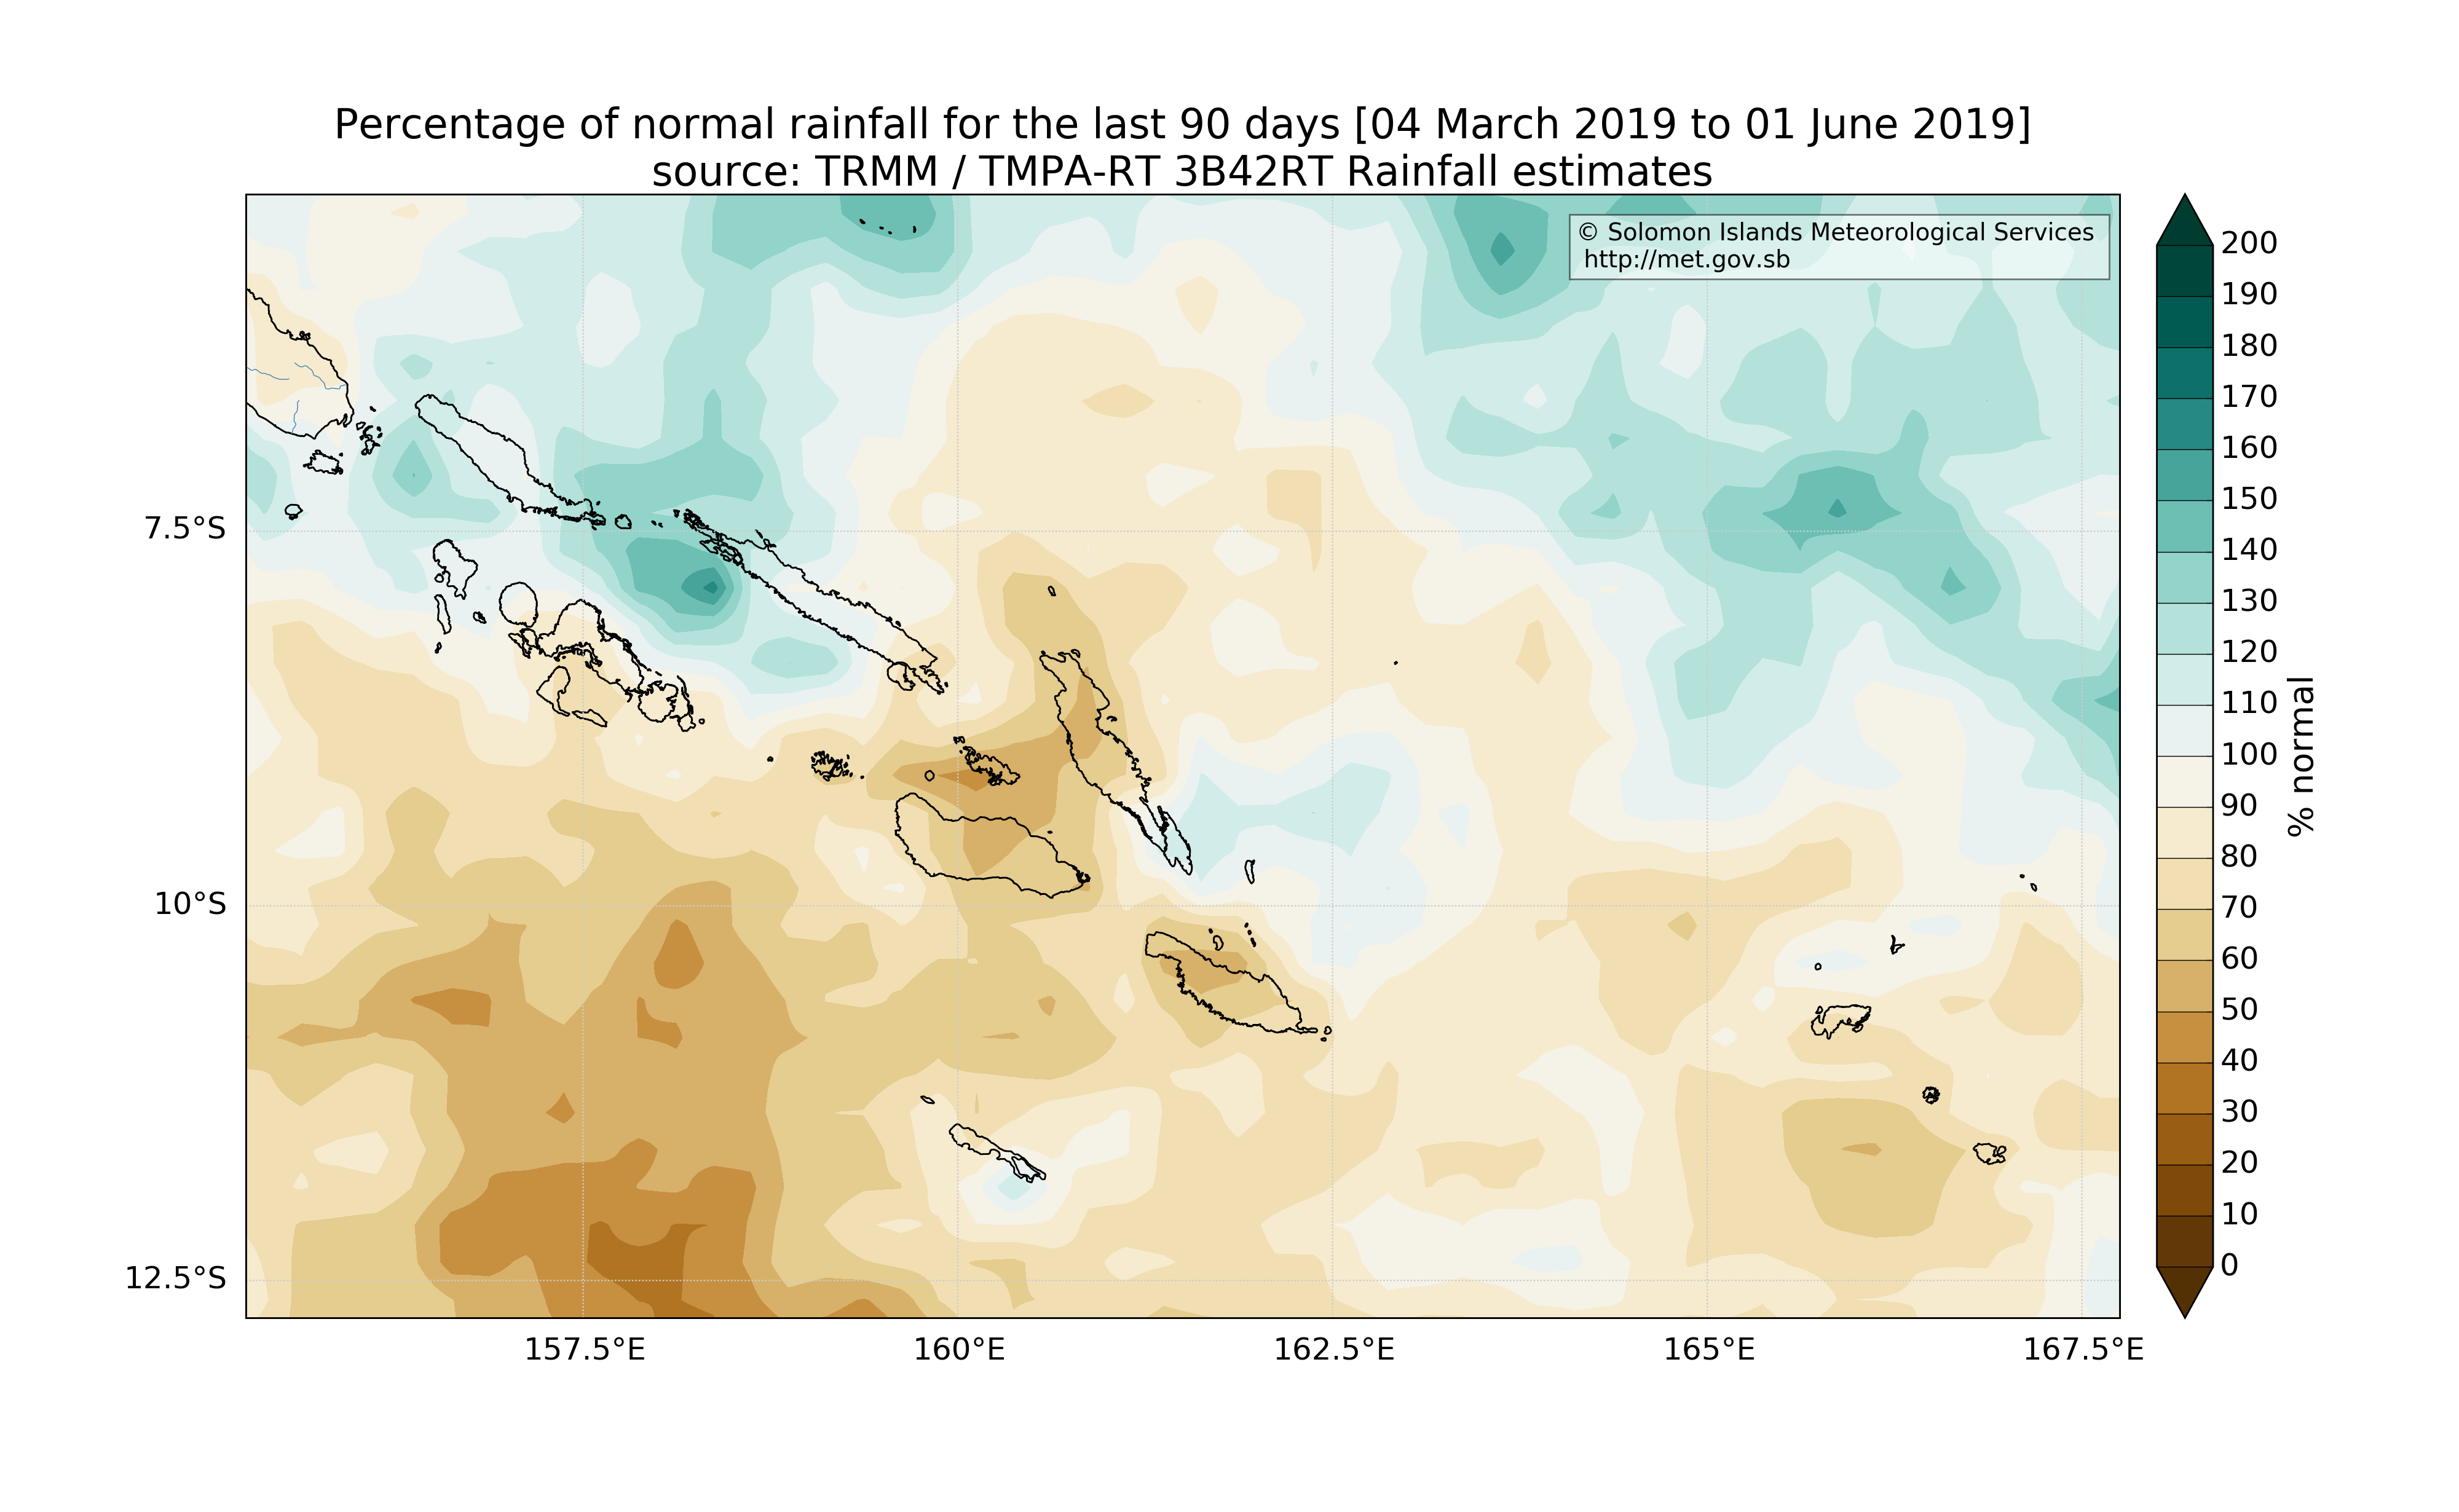 Percentage of normal rainfall for the last 90 days [04 March 2019 to 01 June 2019]
source: TRMM / TMPA-RT 3B42RT Rainfall estimates
© Solomon Islands Meteorological Services
http://met.gov.sb
7.5°S
10°S
12.5°S
157.5°E
160°E
162.5°E
165°E
167.5°E
200
190
180
170
160
150
140
130
120
110
100
90
80
70
60
50
40
30
20
10
0
% normal